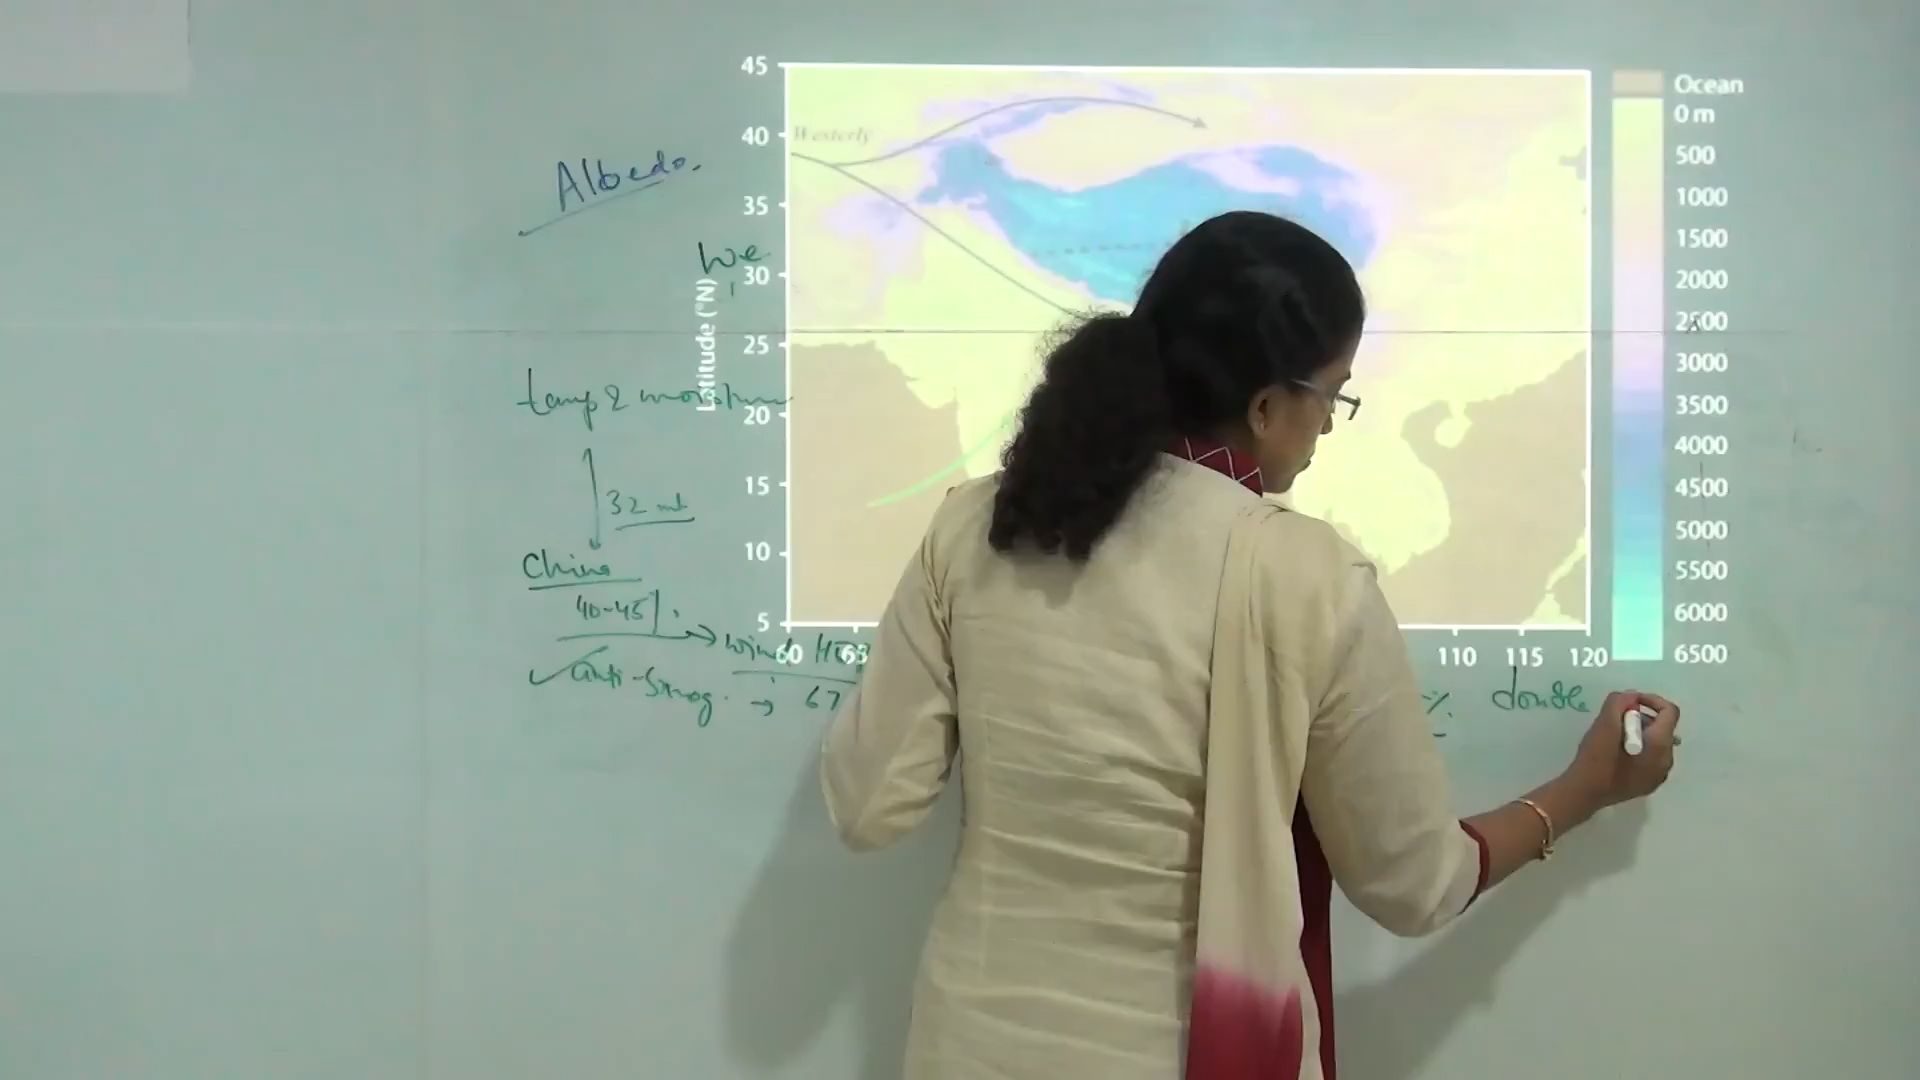 45
Ocean
0 m
Westerly
40
500
Albedo.
1000
35
1500
We
30
2000
Latitude (°N)
2500
25
3000
temp & moisture
3500
20
4000
32 mt
15
4500
5000
China
10
5500
40-45%.
5
6000
wind
60
110 115 120
6500
anti-smog. → 67
%. double